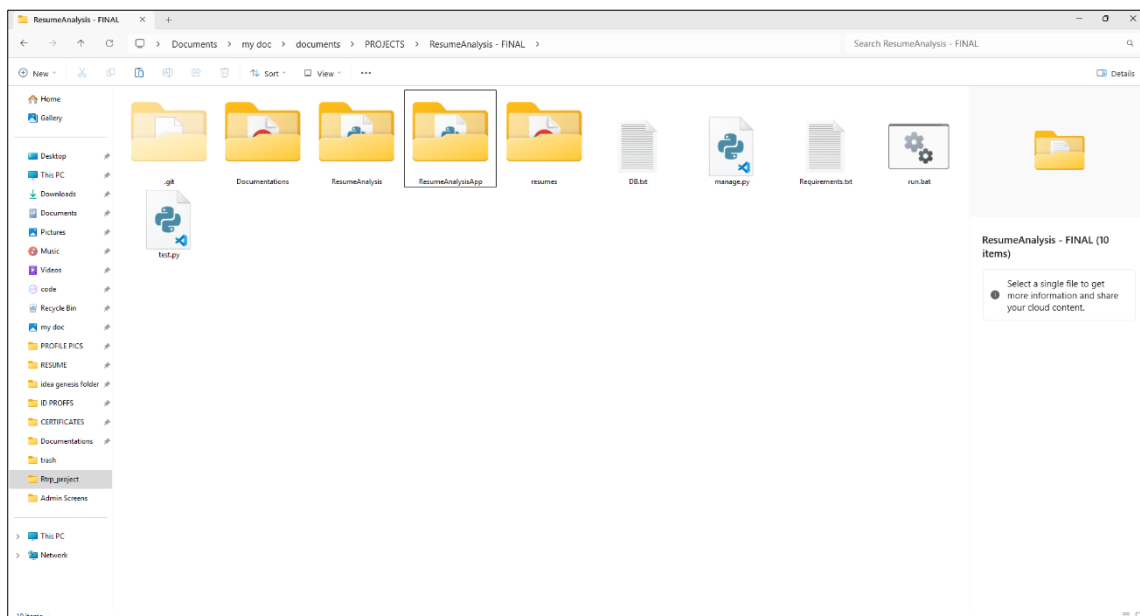 ResumeAnalysis - FINAL
Documents > my doc > documents > PROJECTS > ResumeAnalysis - FINAL >
Search ResumeAnalysis - FINAL
New
Sort
View
Details
Home
Gallery
Desktop
This PC
Downloads
Documents
Pictures
Music
Videos
code
Recycle Bin
my doc
PROFILE PICS
RESUME
idea genesis folder
ID PROFFS
CERTIFICATES
Documentations
trash
Rtrp_project
Admin Screens
This PC
Network
.git
Documentations
ResumeAnalysis
ResumeAnalysisApp
resumes
DB.txt
manage.py
Requirements.txt
run.bat
test.py
ResumeAnalysis - FINAL (10
items)
Select a single file to get
more information and share
your cloud content.